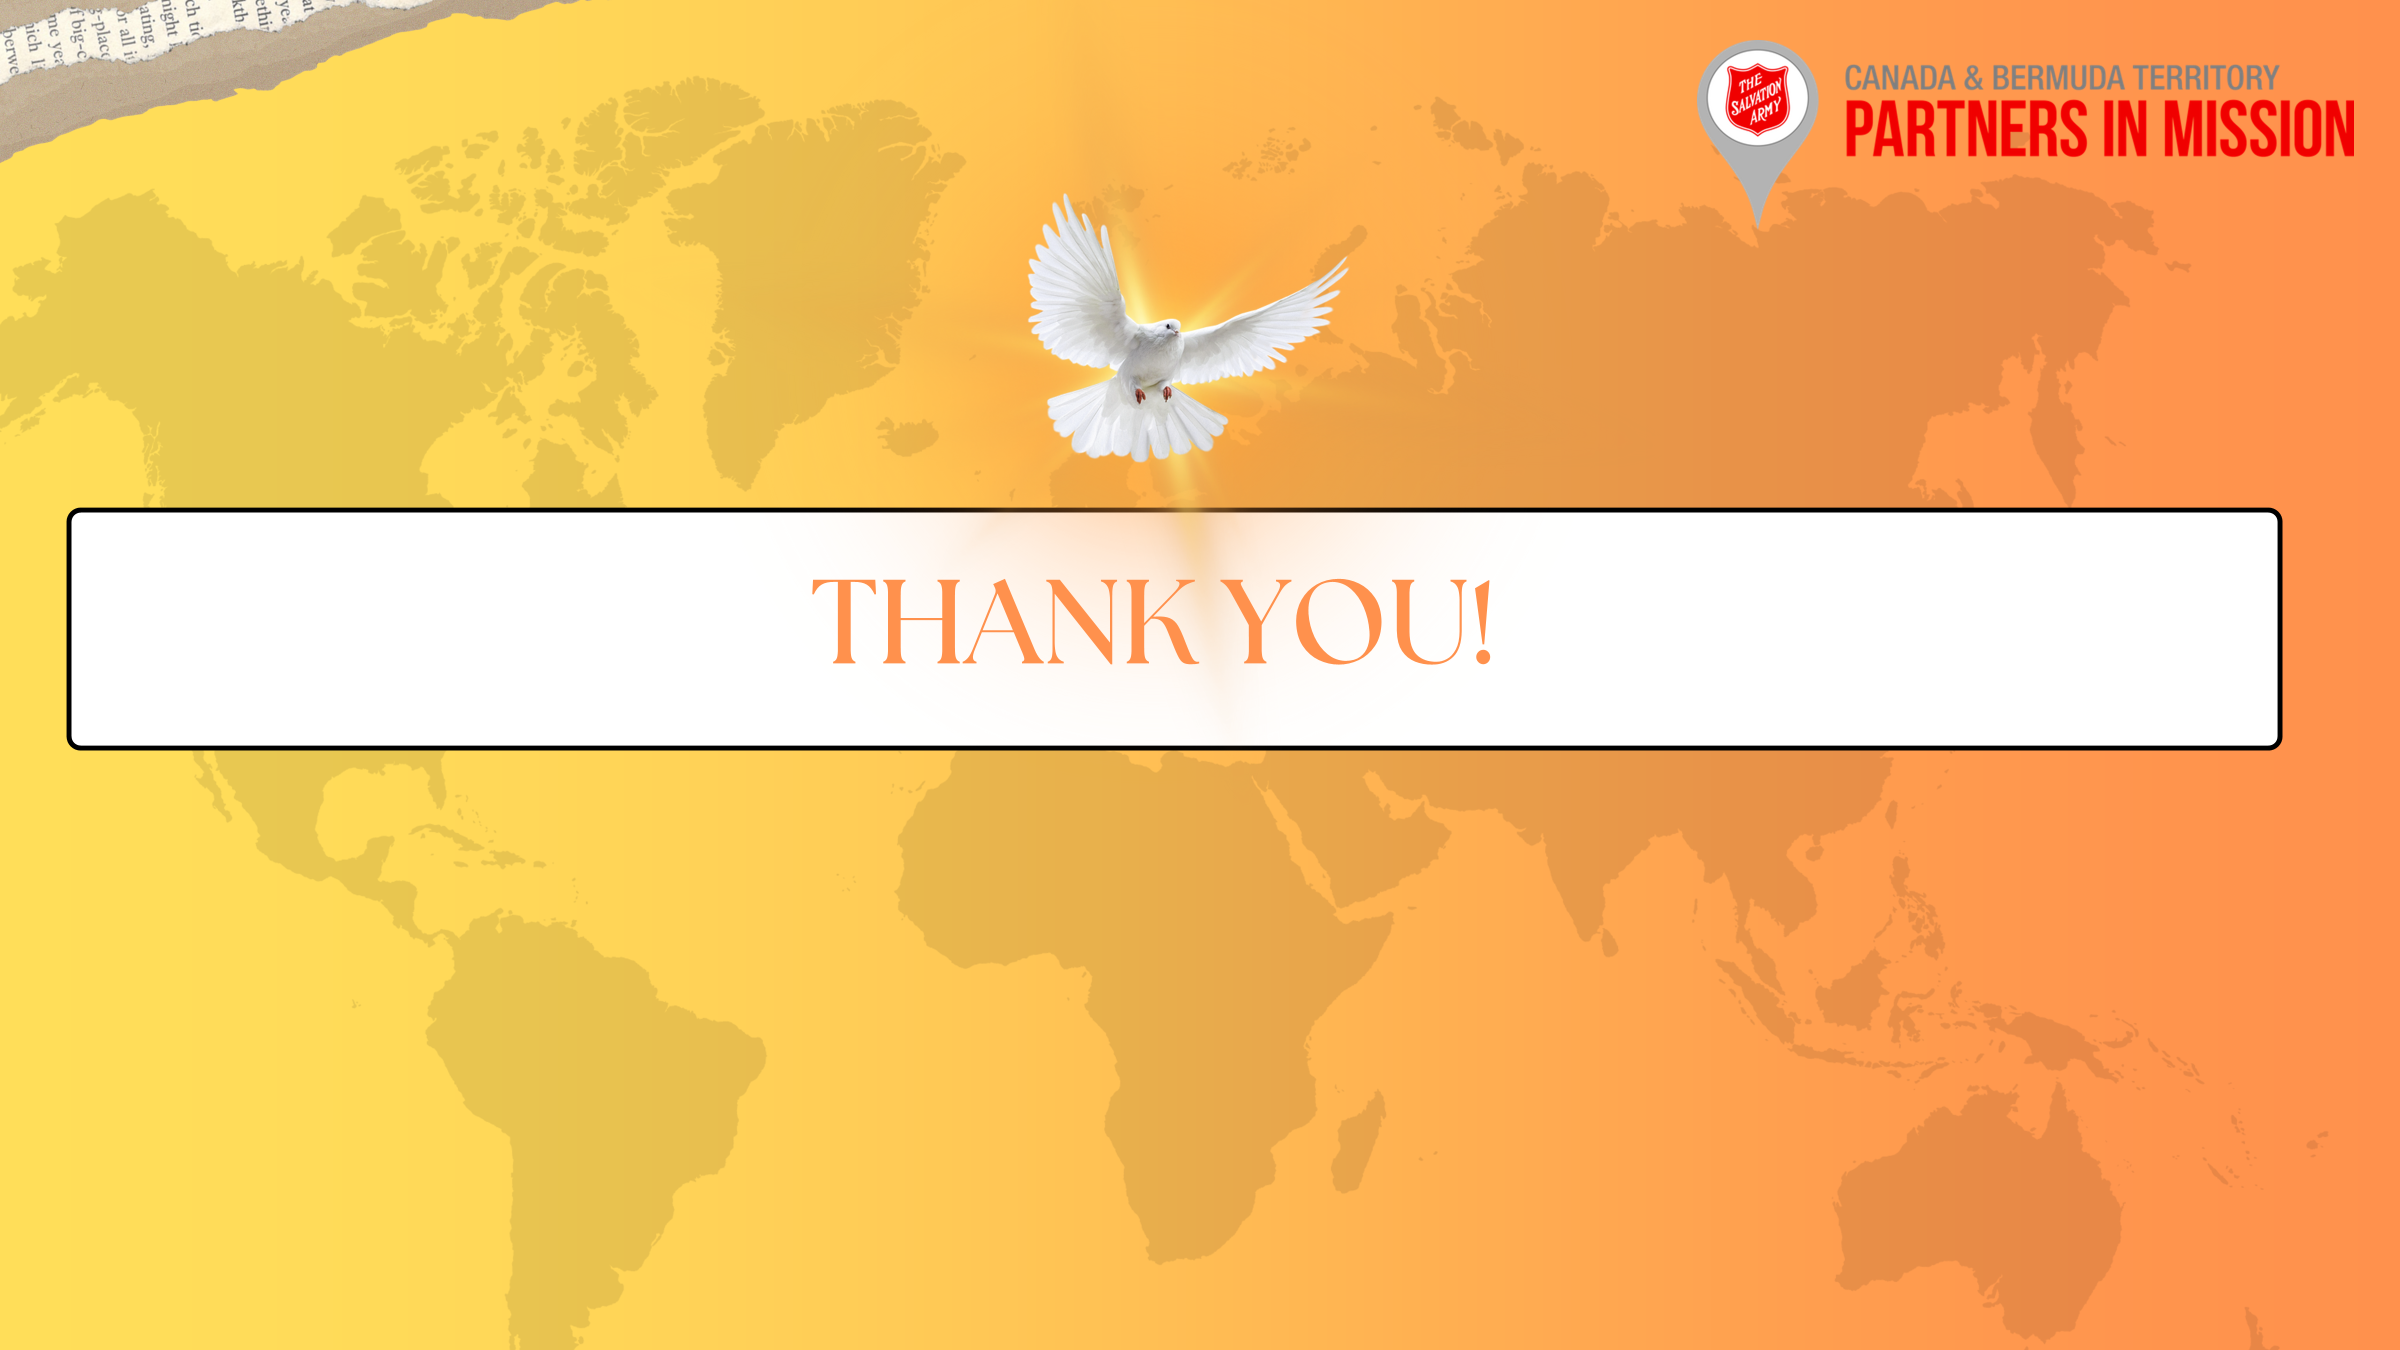 THE
SALVATION
ARMY
CANADA & BERMUDA TERRITORY
PARTNERS IN MISSION
THANK YOU!